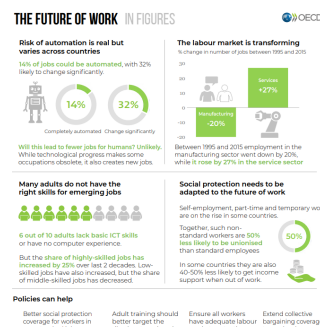 THE FUTURE OF WORK IN FIGURES
OECD
Risk of automation is real but
varies across countries
14% of jobs could be automated, with 32%
likely to change significantly.
14%
32%
Completely automated Change significantly
Will this lead to fewer jobs for humans? Unlikely.
While technological progress makes some
occupations obsolete, it also creates new jobs.
The labour market is transforming
% change in number of jobs between 1995 and 2015
Services
+27%
Manufacturing
-20%
Between 1995 and 2015 employment in the
manufacturing sector went down by 20%,
while it rose by 27% in the service sector
Many adults do not have the
right skills for emerging jobs
6 out of 10 adults lack basic ICT skills
or have no computer experience.
But the share of highly-skilled jobs has
increased by 25% over last 2 decades. Low-
skilled jobs have also increased, but the share
of middle-skilled jobs has decreased.
Social protection needs to be
adapted to the future of work
Self-employment, part-time and temporary wo
are on the rise in some countries.
Together, such non-
standard workers are 50%
less likely to be unionised
than standard employees
50%
In some countries they are also
40-50% less likely to get income
support when out of work.
Policies can help
Better social protection
coverage for workers in
Adult training should
better target the
Ensure all workers
have adequate labour
Extend collective
bargaining coverag